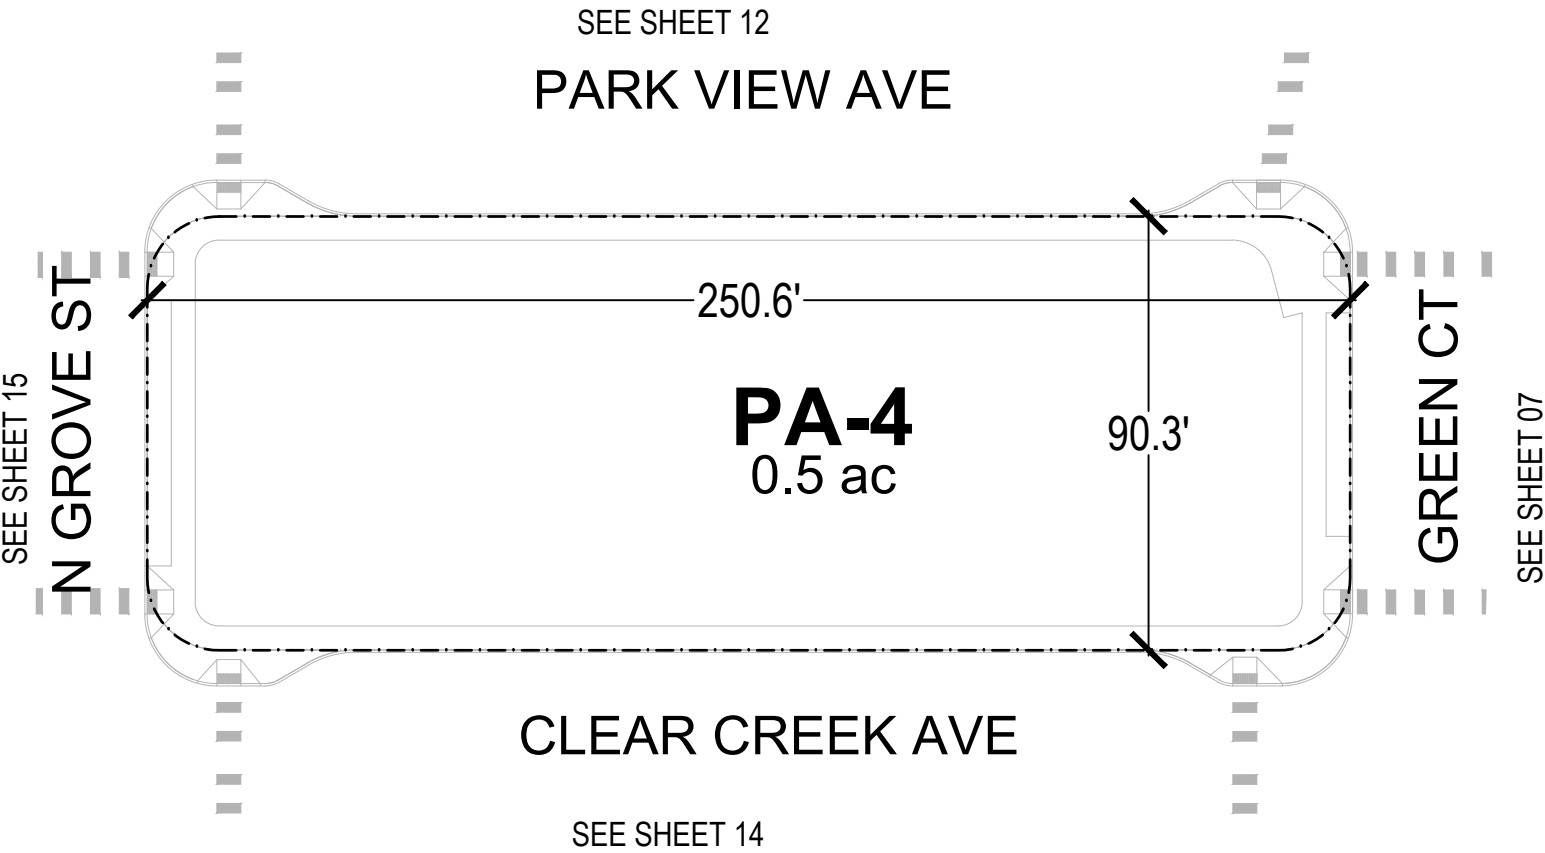 SEE SHEET 12
PARK VIEW AVE
250.6'
SEE SHEET 15
N GROVE ST
PA-4
0.5 ac
90.3'
GREEN CT
SEE SHEET 07
CLEAR CREEK AVE
SEE SHEET 14